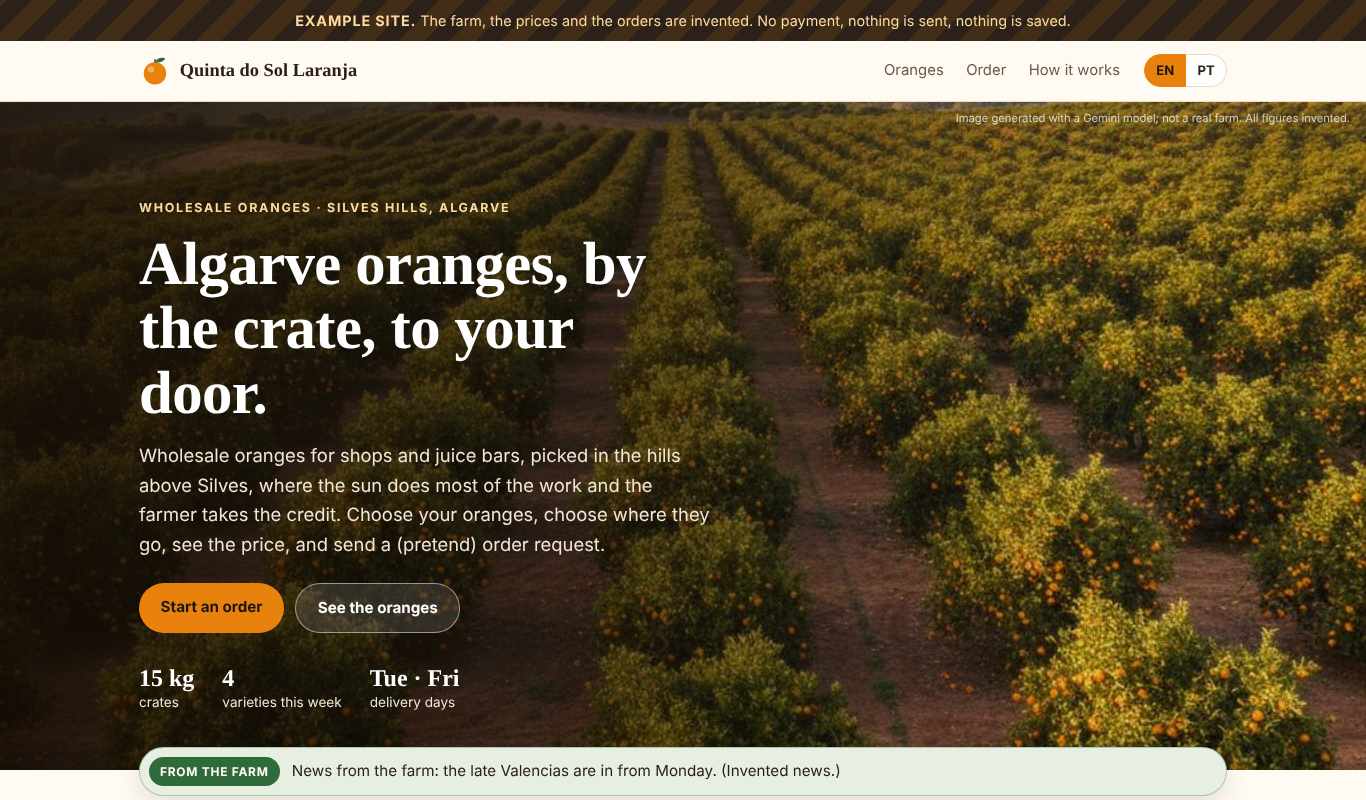 EXAMPLE SITE. The farm, the prices and the orders are invented. No payment, nothing is sent, nothing is saved.
Quinta do Sol Laranja
Oranges
Order
How it works
EN
PT
Image generated with a Gemini model; not a real farm. All figures invented.
WHOLESALE ORANGES · SILVES HILLS, ALGARVE
Algarve oranges, by
the crate, to your
door.
Wholesale oranges for shops and juice bars, picked in the hills
above Silves, where the sun does most of the work and the
farmer takes the credit. Choose your oranges, choose where they
go, see the price, and send a (pretend) order request.
Start an order
See the oranges
15 kg
crates
4
varieties this week
Tue · Fri
delivery days
FROM THE FARM
News from the farm: the late Valencias are in from Monday. (Invented news.)